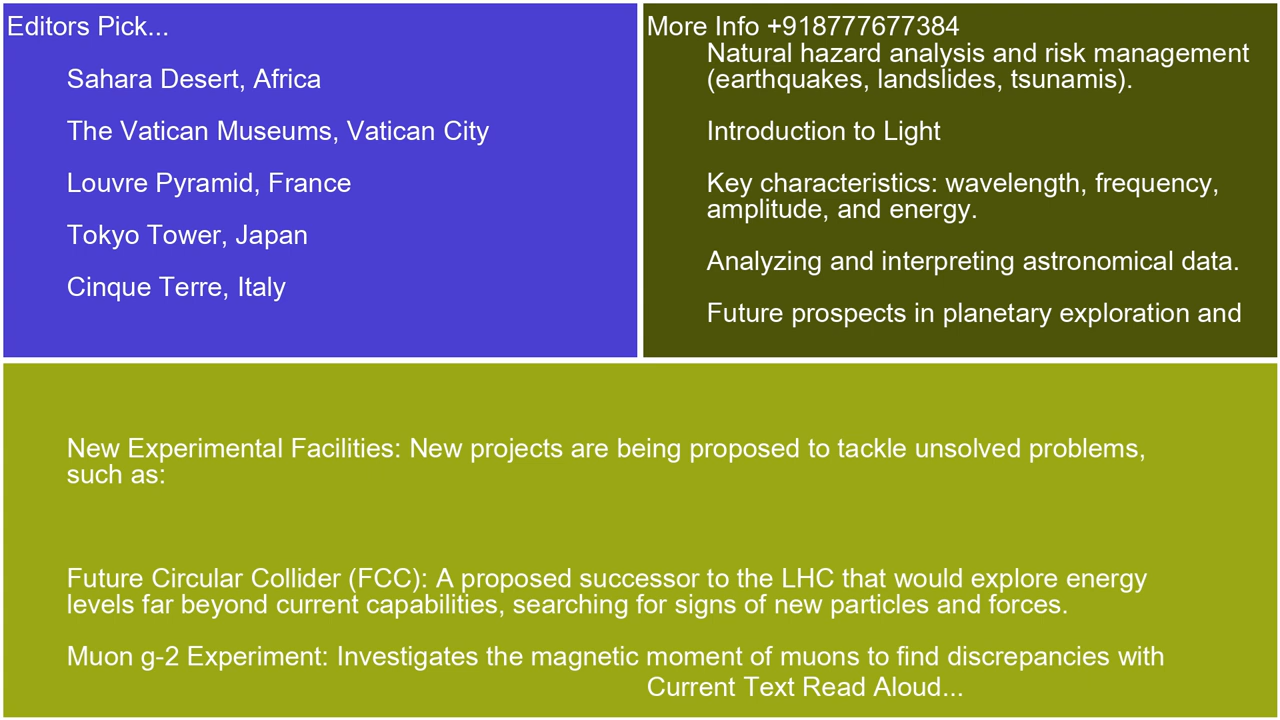 Editors Pick...
Sahara Desert, Africa
The Vatican Museums, Vatican City
Louvre Pyramid, France
Tokyo Tower, Japan
Cinque Terre, Italy
More Info +918777677384
Natural hazard analysis and risk management
(earthquakes, landslides, tsunamis).
Introduction to Light
Key characteristics: wavelength, frequency,
amplitude, and energy.
Analyzing and interpreting astronomical data.
Future prospects in planetary exploration and
New Experimental Facilities: New projects are being proposed to tackle unsolved problems,
such as:
Future Circular Collider (FCC): A proposed successor to the LHC that would explore energy
levels far beyond current capabilities, searching for signs of new particles and forces.
Muon g-2 Experiment: Investigates the magnetic moment of muons to find discrepancies with
Current Text Read Aloud...